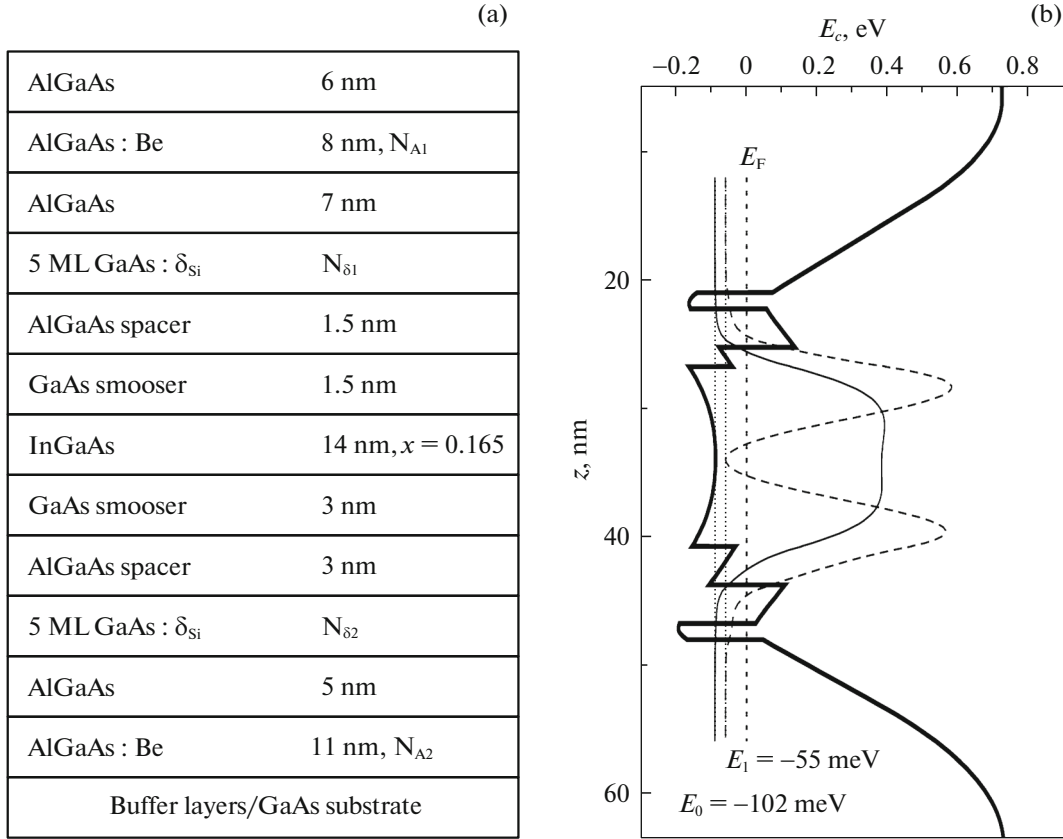 (a)
AlGaAs 6 nm
AlGaAs : Be 8 nm, N_A1
AlGaAs 7 nm
5 ML GaAs : δ_Si N_δ1
AlGaAs spacer 1.5 nm
GaAs smooser 1.5 nm
InGaAs 14 nm, x = 0.165
GaAs smooser 3 nm
AlGaAs spacer 3 nm
5 ML GaAs : δ_Si N_δ2
AlGaAs 5 nm
AlGaAs : Be 11 nm, N_A2
Buffer layers/GaAs substrate
(b)
E_c, eV
−0.2 0 0.2 0.4 0.6 0.8
E_F
20
z, nm
40
E_1 = −55 meV
E_0 = −102 meV
60